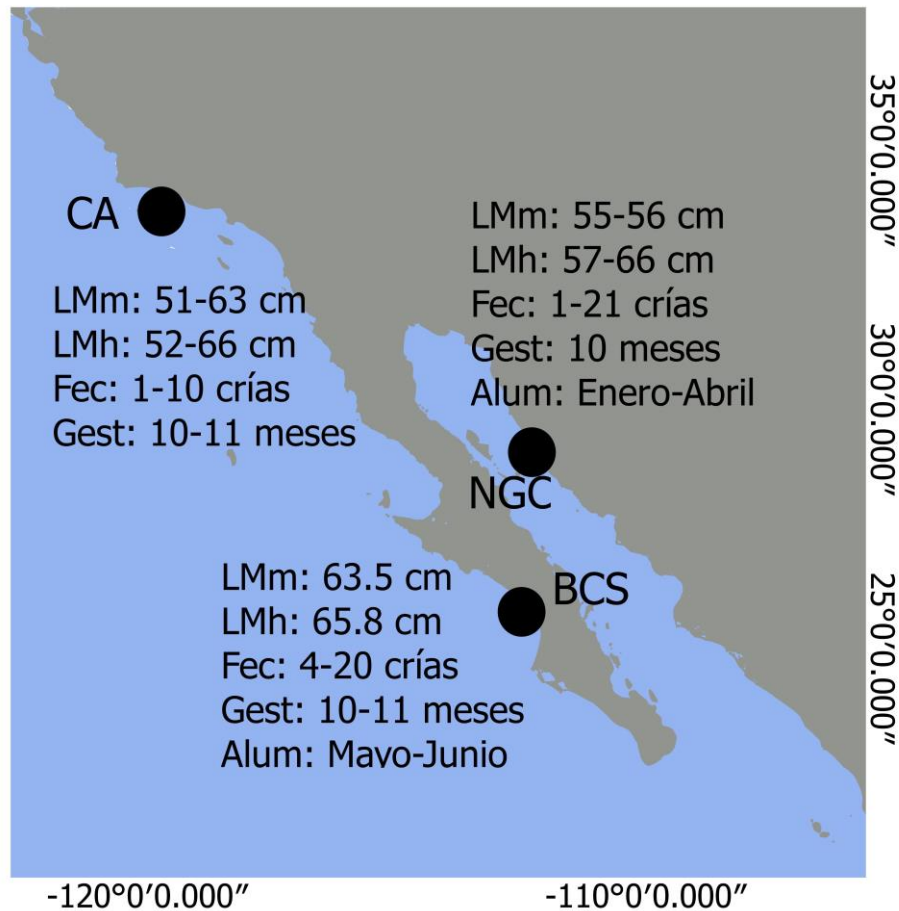 CA
LMm: 51-63 cm
LMh: 52-66 cm
Fec: 1-10 crías
Gest: 10-11 meses
LMm: 55-56 cm
LMh: 57-66 cm
Fec: 1-21 crías
Gest: 10 meses
Alum: Enero-Abril
NGC
BCS
LMm: 63.5 cm
LMh: 65.8 cm
Fec: 4-20 crías
Gest: 10-11 meses
Alum: Mayo-Junio
35°0′0.000″
30°0′0.000″
25°0′0.000″
-120°0′0.000″
-110°0′0.000″